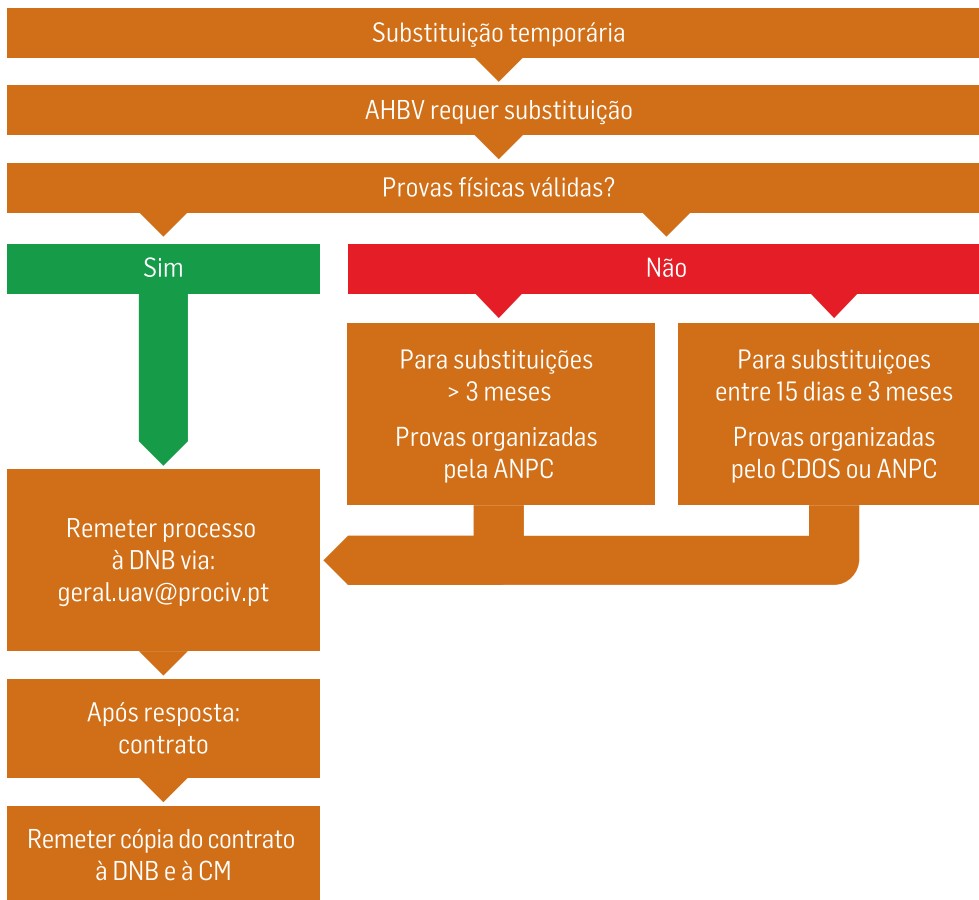 Substituição temporária
AHBV requer substituição
Provas físicas válidas?
Sim
Não
Para substituições
> 3 meses
Provas organizadas
pela ANPC
Para substituiçoes
entre 15 dias e 3 meses
Provas organizadas
pelo CDOS ou ANPC
Remeter processo
à DNB via:
geral.uav@prociv.pt
Após resposta:
contrato
Remeter cópia do contrato
à DNB e à CM